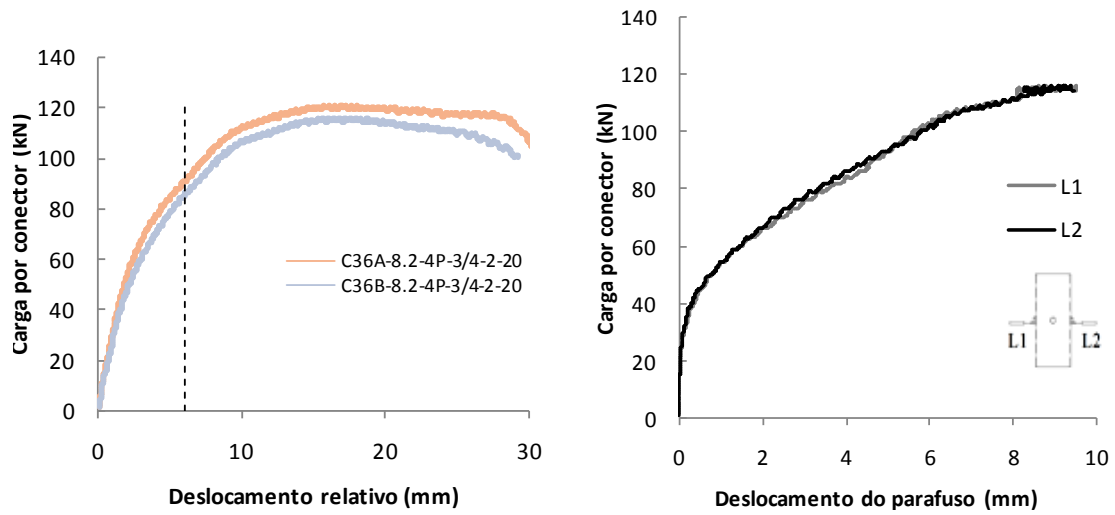 140
120
100
80
60
40
20
0
Carga por conector (kN)
C36A-8.2-4P-3/4-2-20
C36B-8.2-4P-3/4-2-20
0 10 20 30
Deslocamento relativo (mm)
140
120
100
80
60
40
20
0
Carga por conector (kN)
L1
L2
L1 L2
0 2 4 6 8 10
Deslocamento do parafuso (mm)